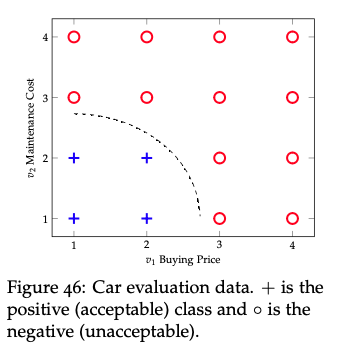 4
3
2
1
v₂ Maintenance Cost
1 2 3 4
v₁ Buying Price
Figure 46: Car evaluation data. + is the
positive (acceptable) class and ∘ is the
negative (unacceptable).